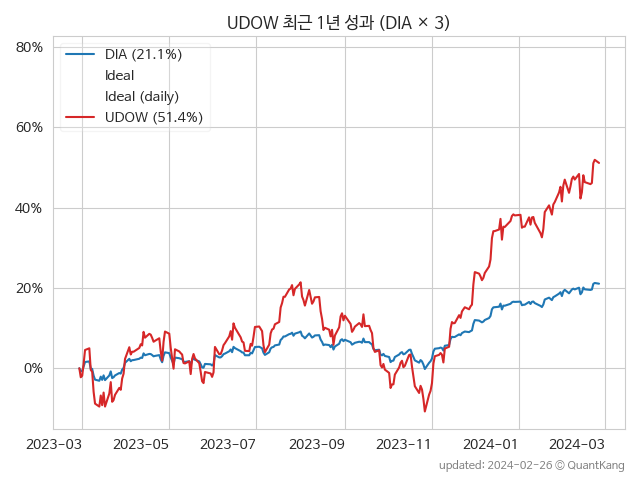 UDOW 최근 1년 성과 (DIA × 3)
80%
60%
40%
20%
0%
DIA (21.1%)
Ideal
Ideal (daily)
UDOW (51.4%)
2023-03 2023-05 2023-07 2023-09 2023-11 2024-01 2024-03
updated: 2024-02-26 © QuantKang